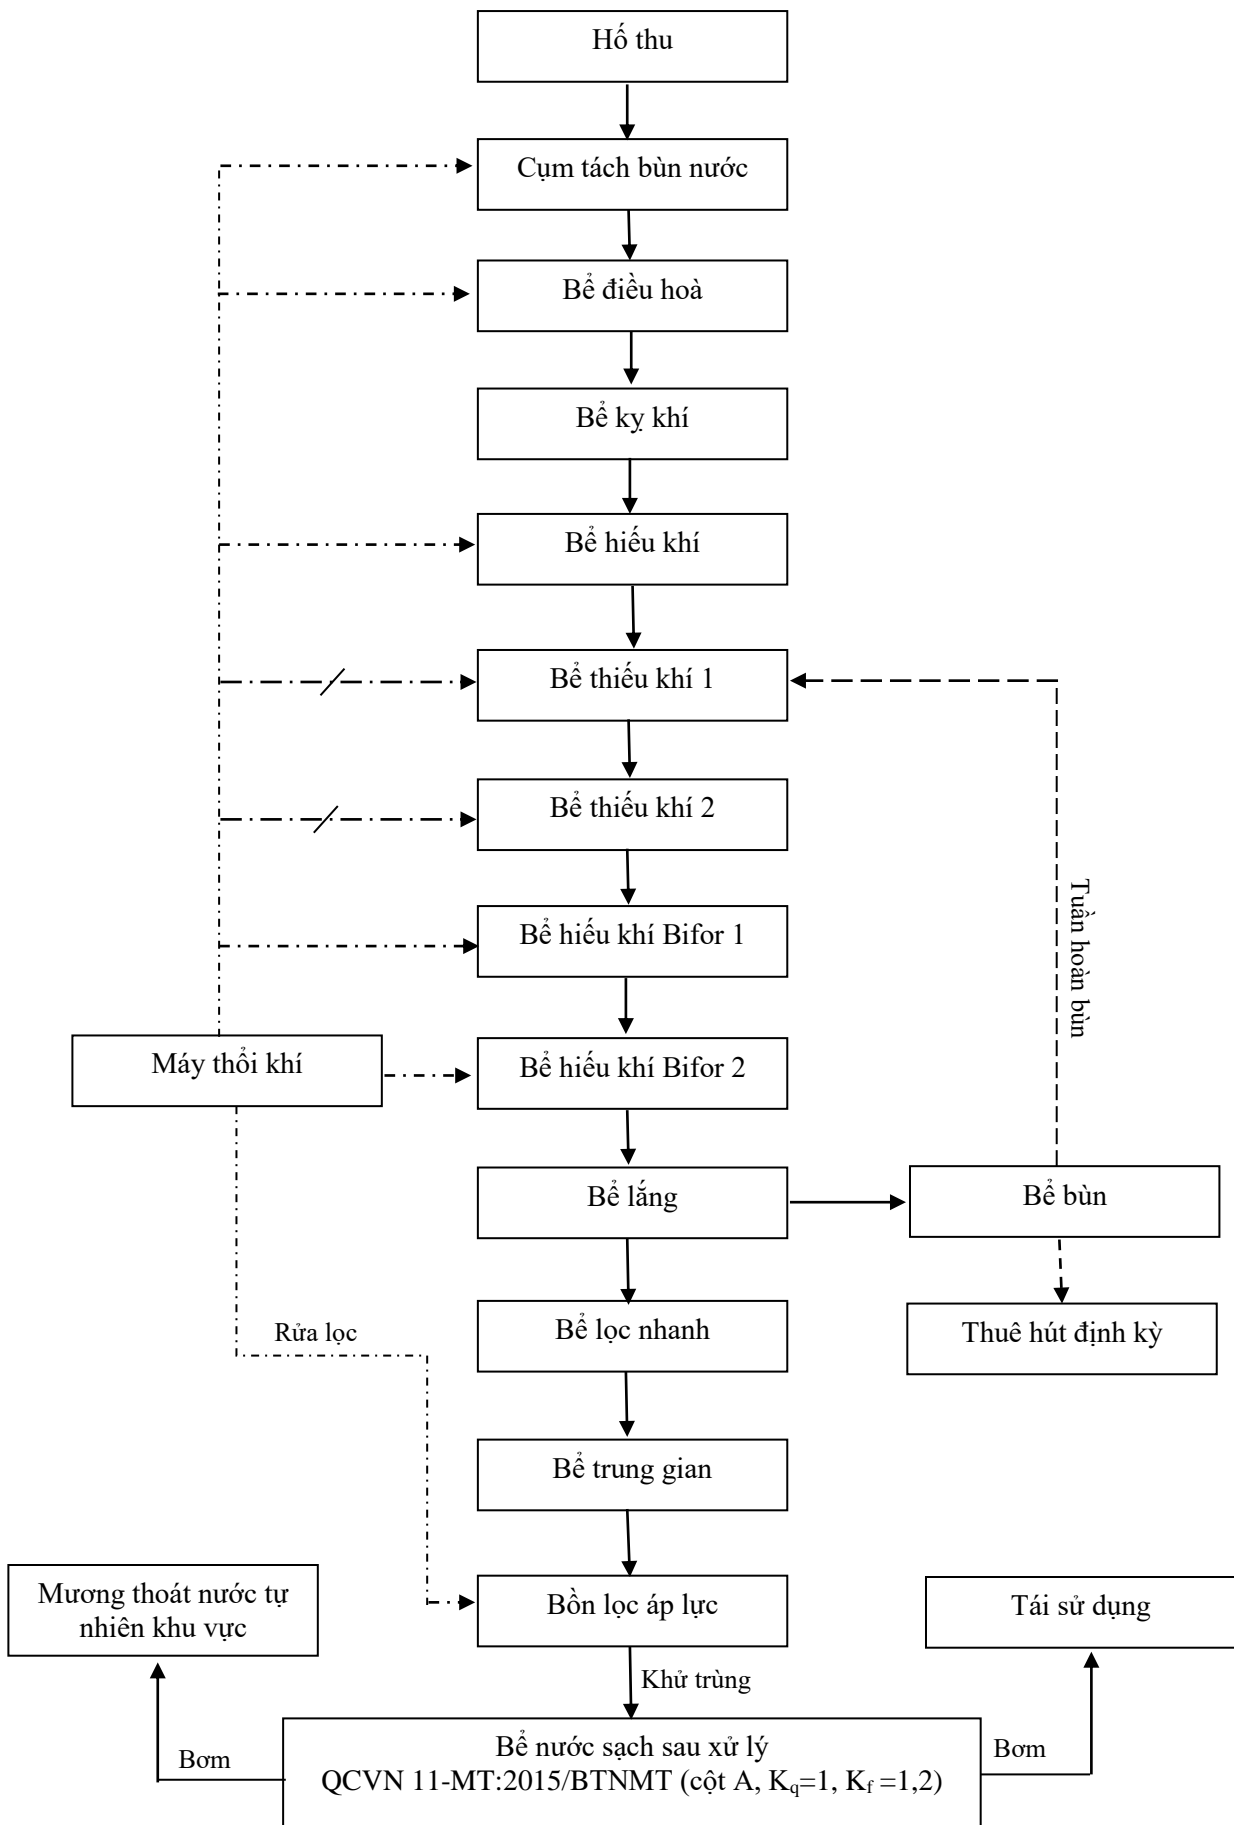 Hố thu
Cụm tách bùn nước
Bể điều hoà
Bể kỵ khí
Bể hiếu khí
Bể thiếu khí 1
Bể thiếu khí 2
Bể hiếu khí Bifor 1
Tuần hoàn bùn
Máy thổi khí
Bể hiếu khí Bifor 2
Bể lắng
Bể bùn
Rửa lọc
Bể lọc nhanh
Thuê hút định kỳ
Bể trung gian
Mương thoát nước tự
nhiên khu vực
Bồn lọc áp lực
Tái sử dụng
Khử trùng
Bơm
Bể nước sạch sau xử lý
QCVN 11-MT:2015/BTNMT (cột A, Kq=1, Kf =1,2)
Bơm